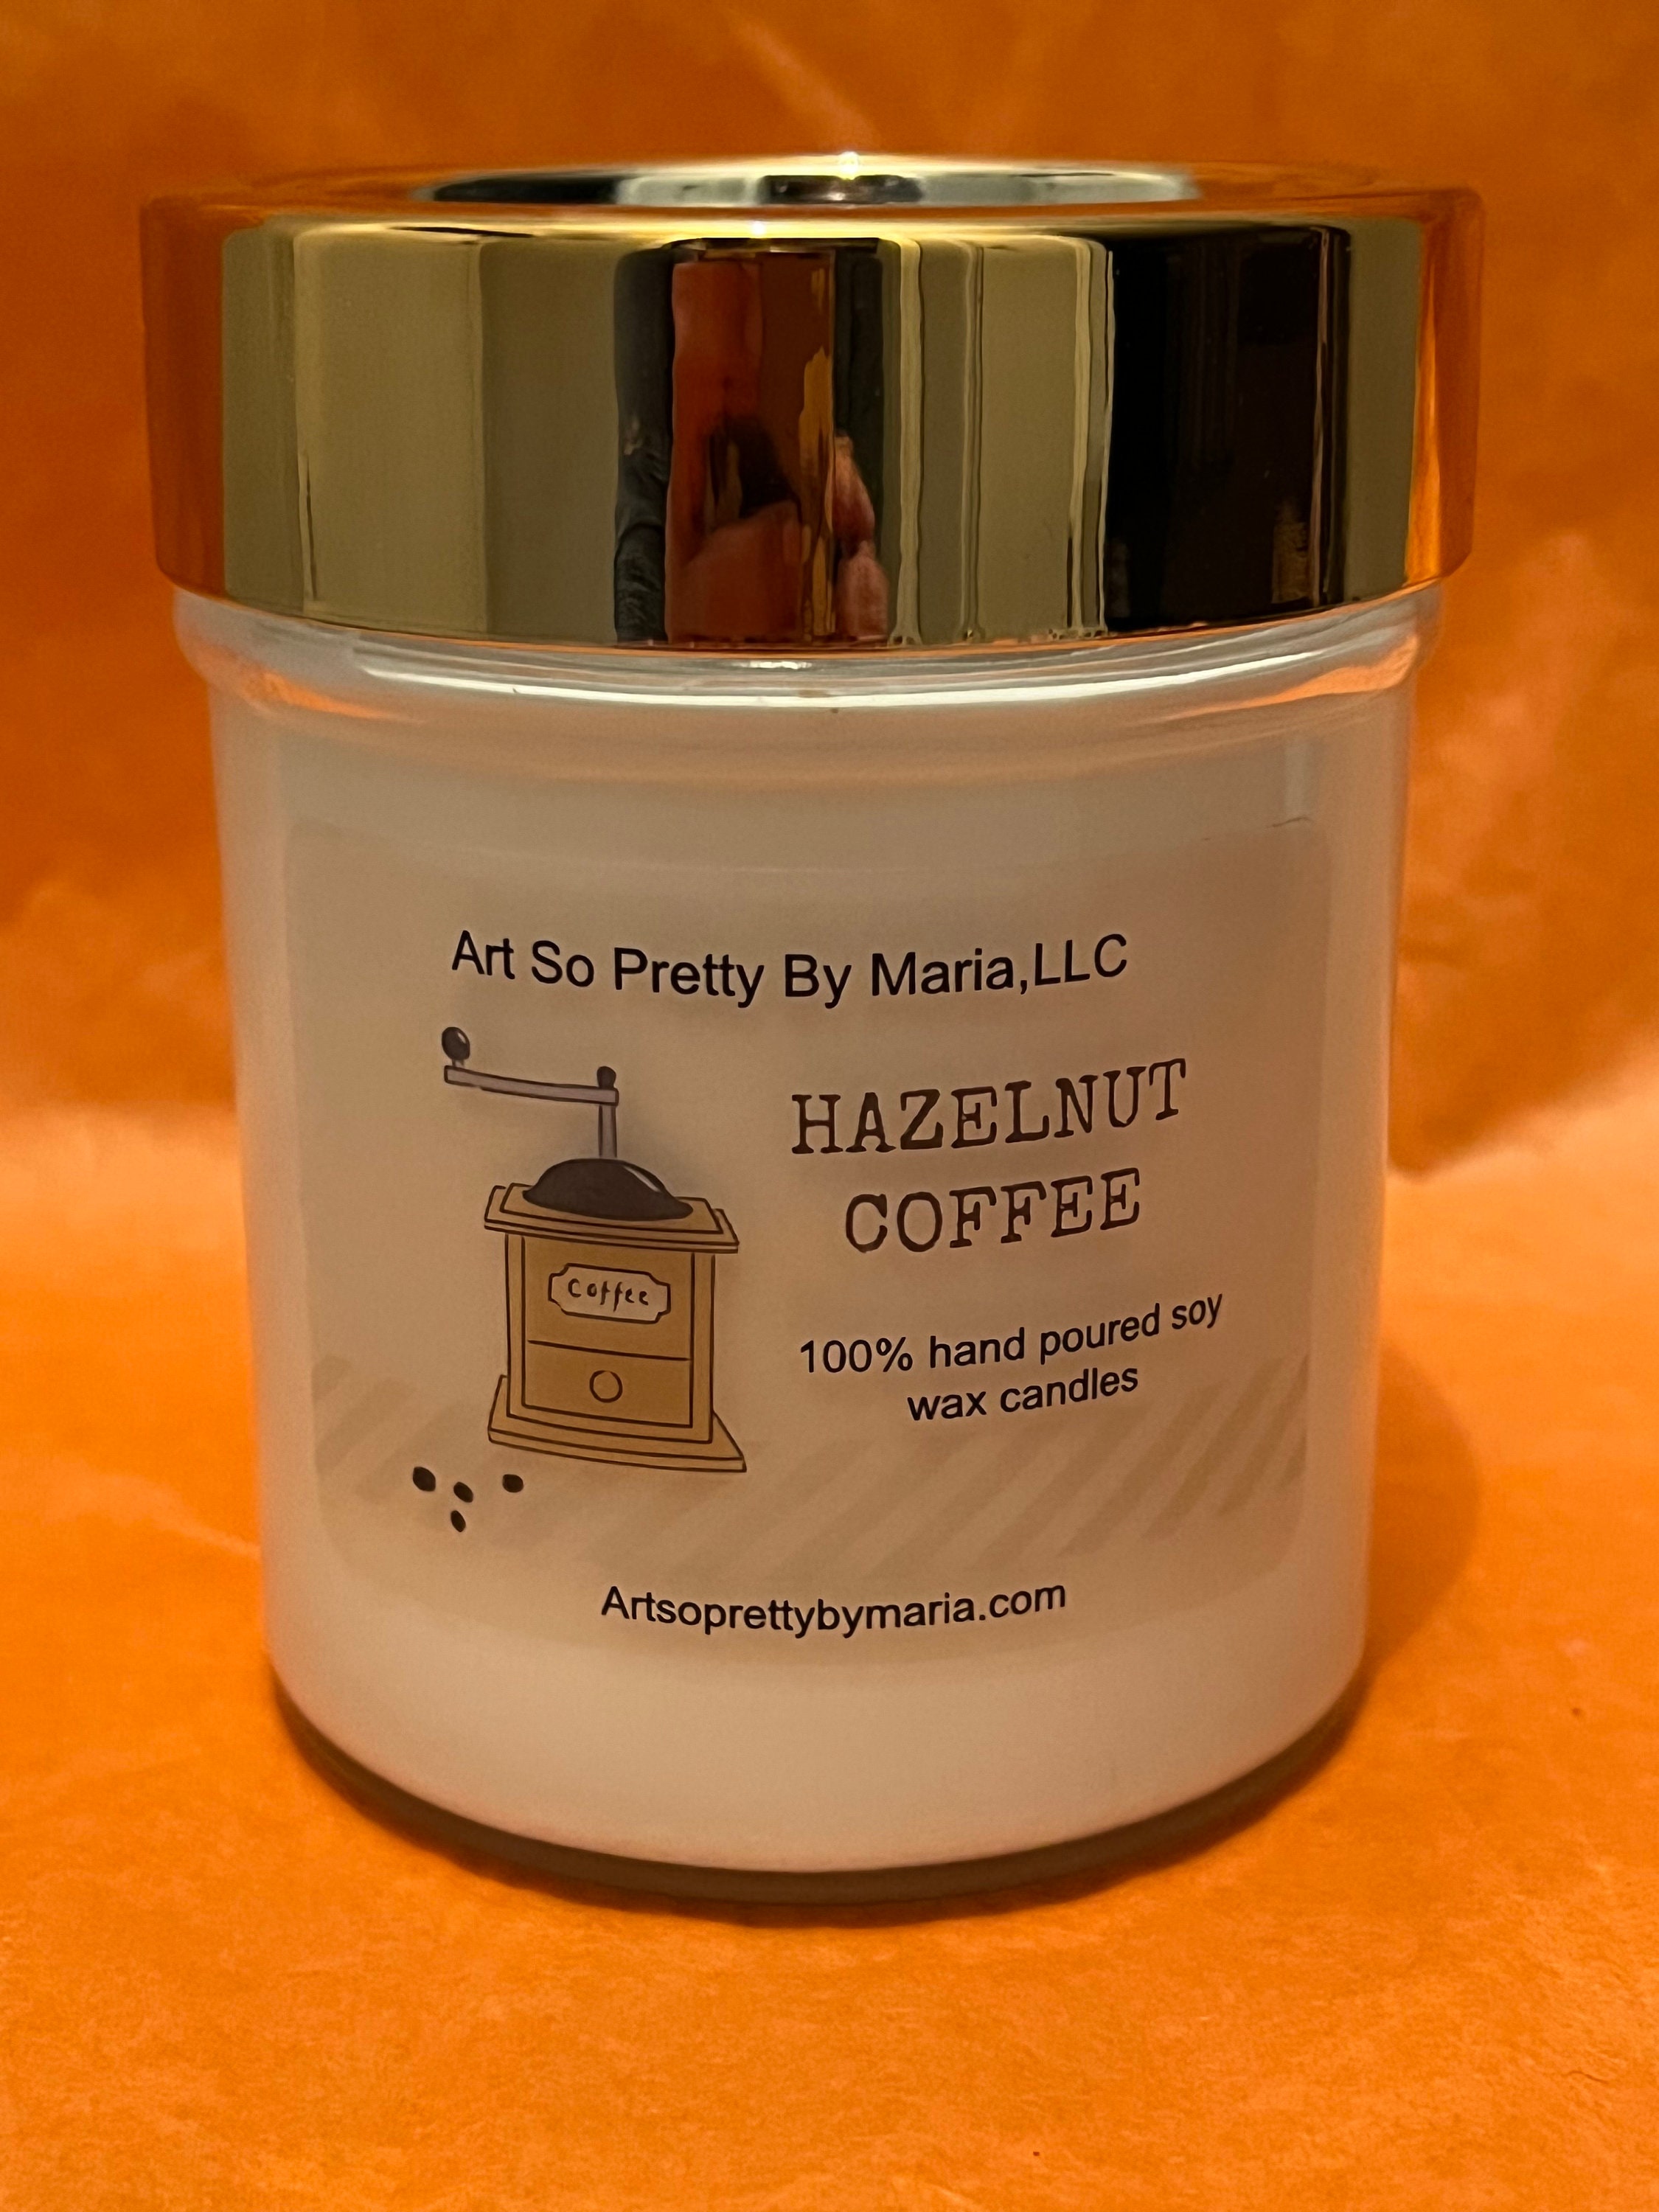 Art So Pretty By Maria,LLC
HAZELNUT
COFFEE
Coffee
100% hand poured soy
wax candles
Artsoprettybymaria.com